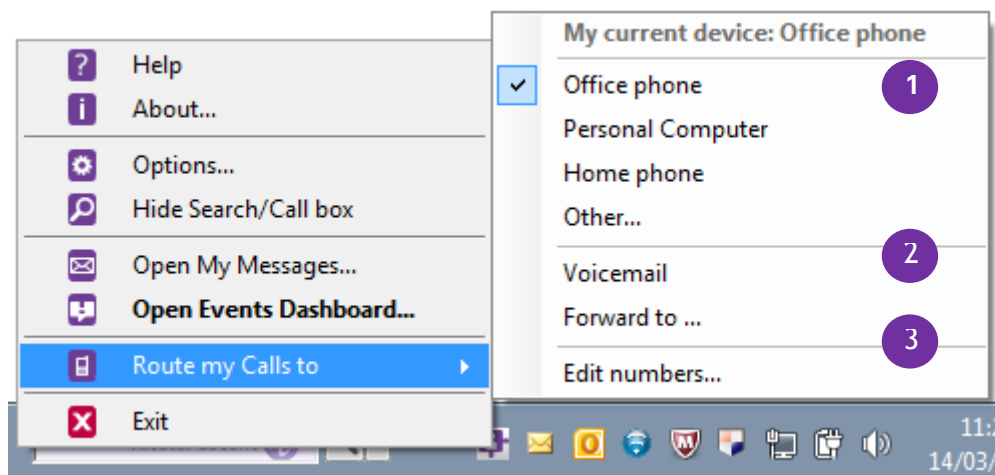 Help
About...
Options...
Hide Search/Call box
Open My Messages...
Open Events Dashboard...
Route my Calls to
Exit
My current device: Office phone
Office phone
1
Personal Computer
Home phone
Other...
2
Voicemail
Forward to ...
3
Edit numbers...
11:2
14/03/